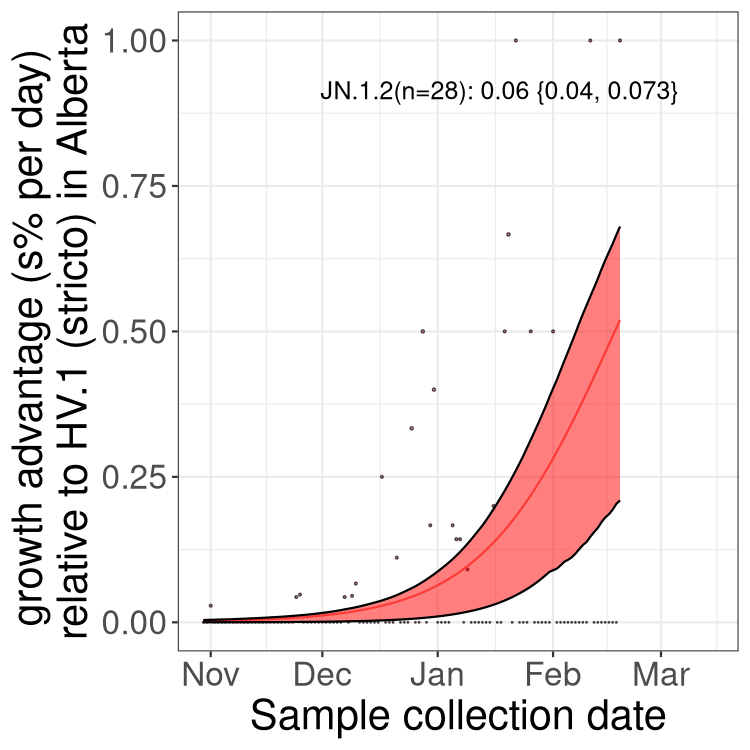 growth advantage (s% per day)
relative to HV.1 (stricto) in Alberta
1.00
0.75
0.50
0.25
0.00
JN.1.2(n=28): 0.06 {0.04, 0.073}
Nov Dec Jan Feb Mar
Sample collection date